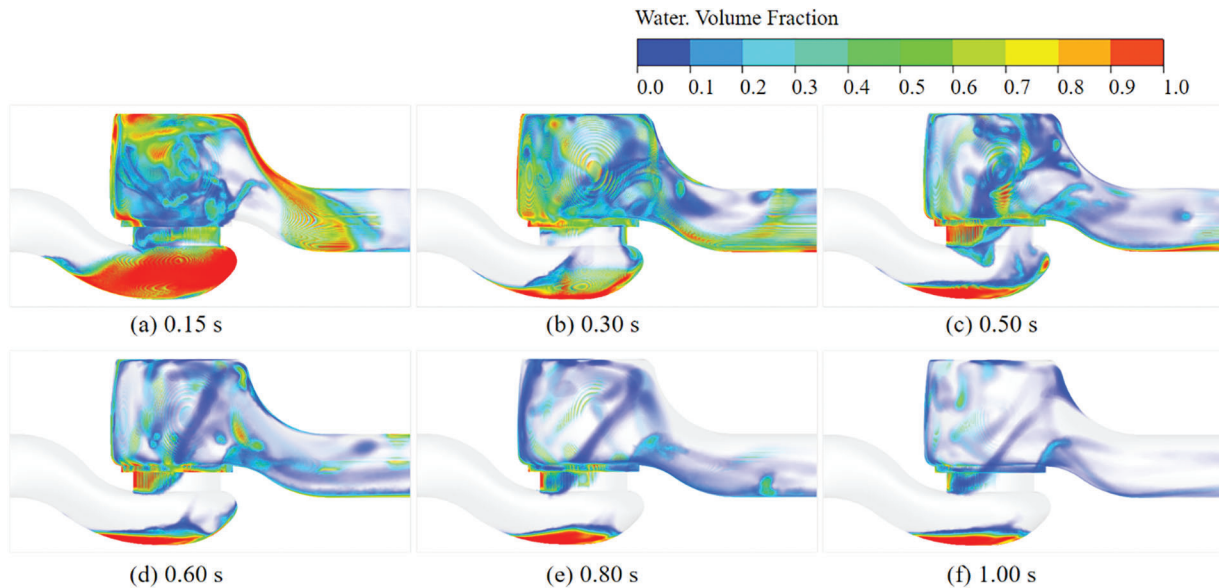 Water. Volume Fraction
0.0 0.1 0.2 0.3 0.4 0.5 0.6 0.7 0.8 0.9 1.0
(a) 0.15 s (b) 0.30 s (c) 0.50 s
(d) 0.60 s (e) 0.80 s (f) 1.00 s